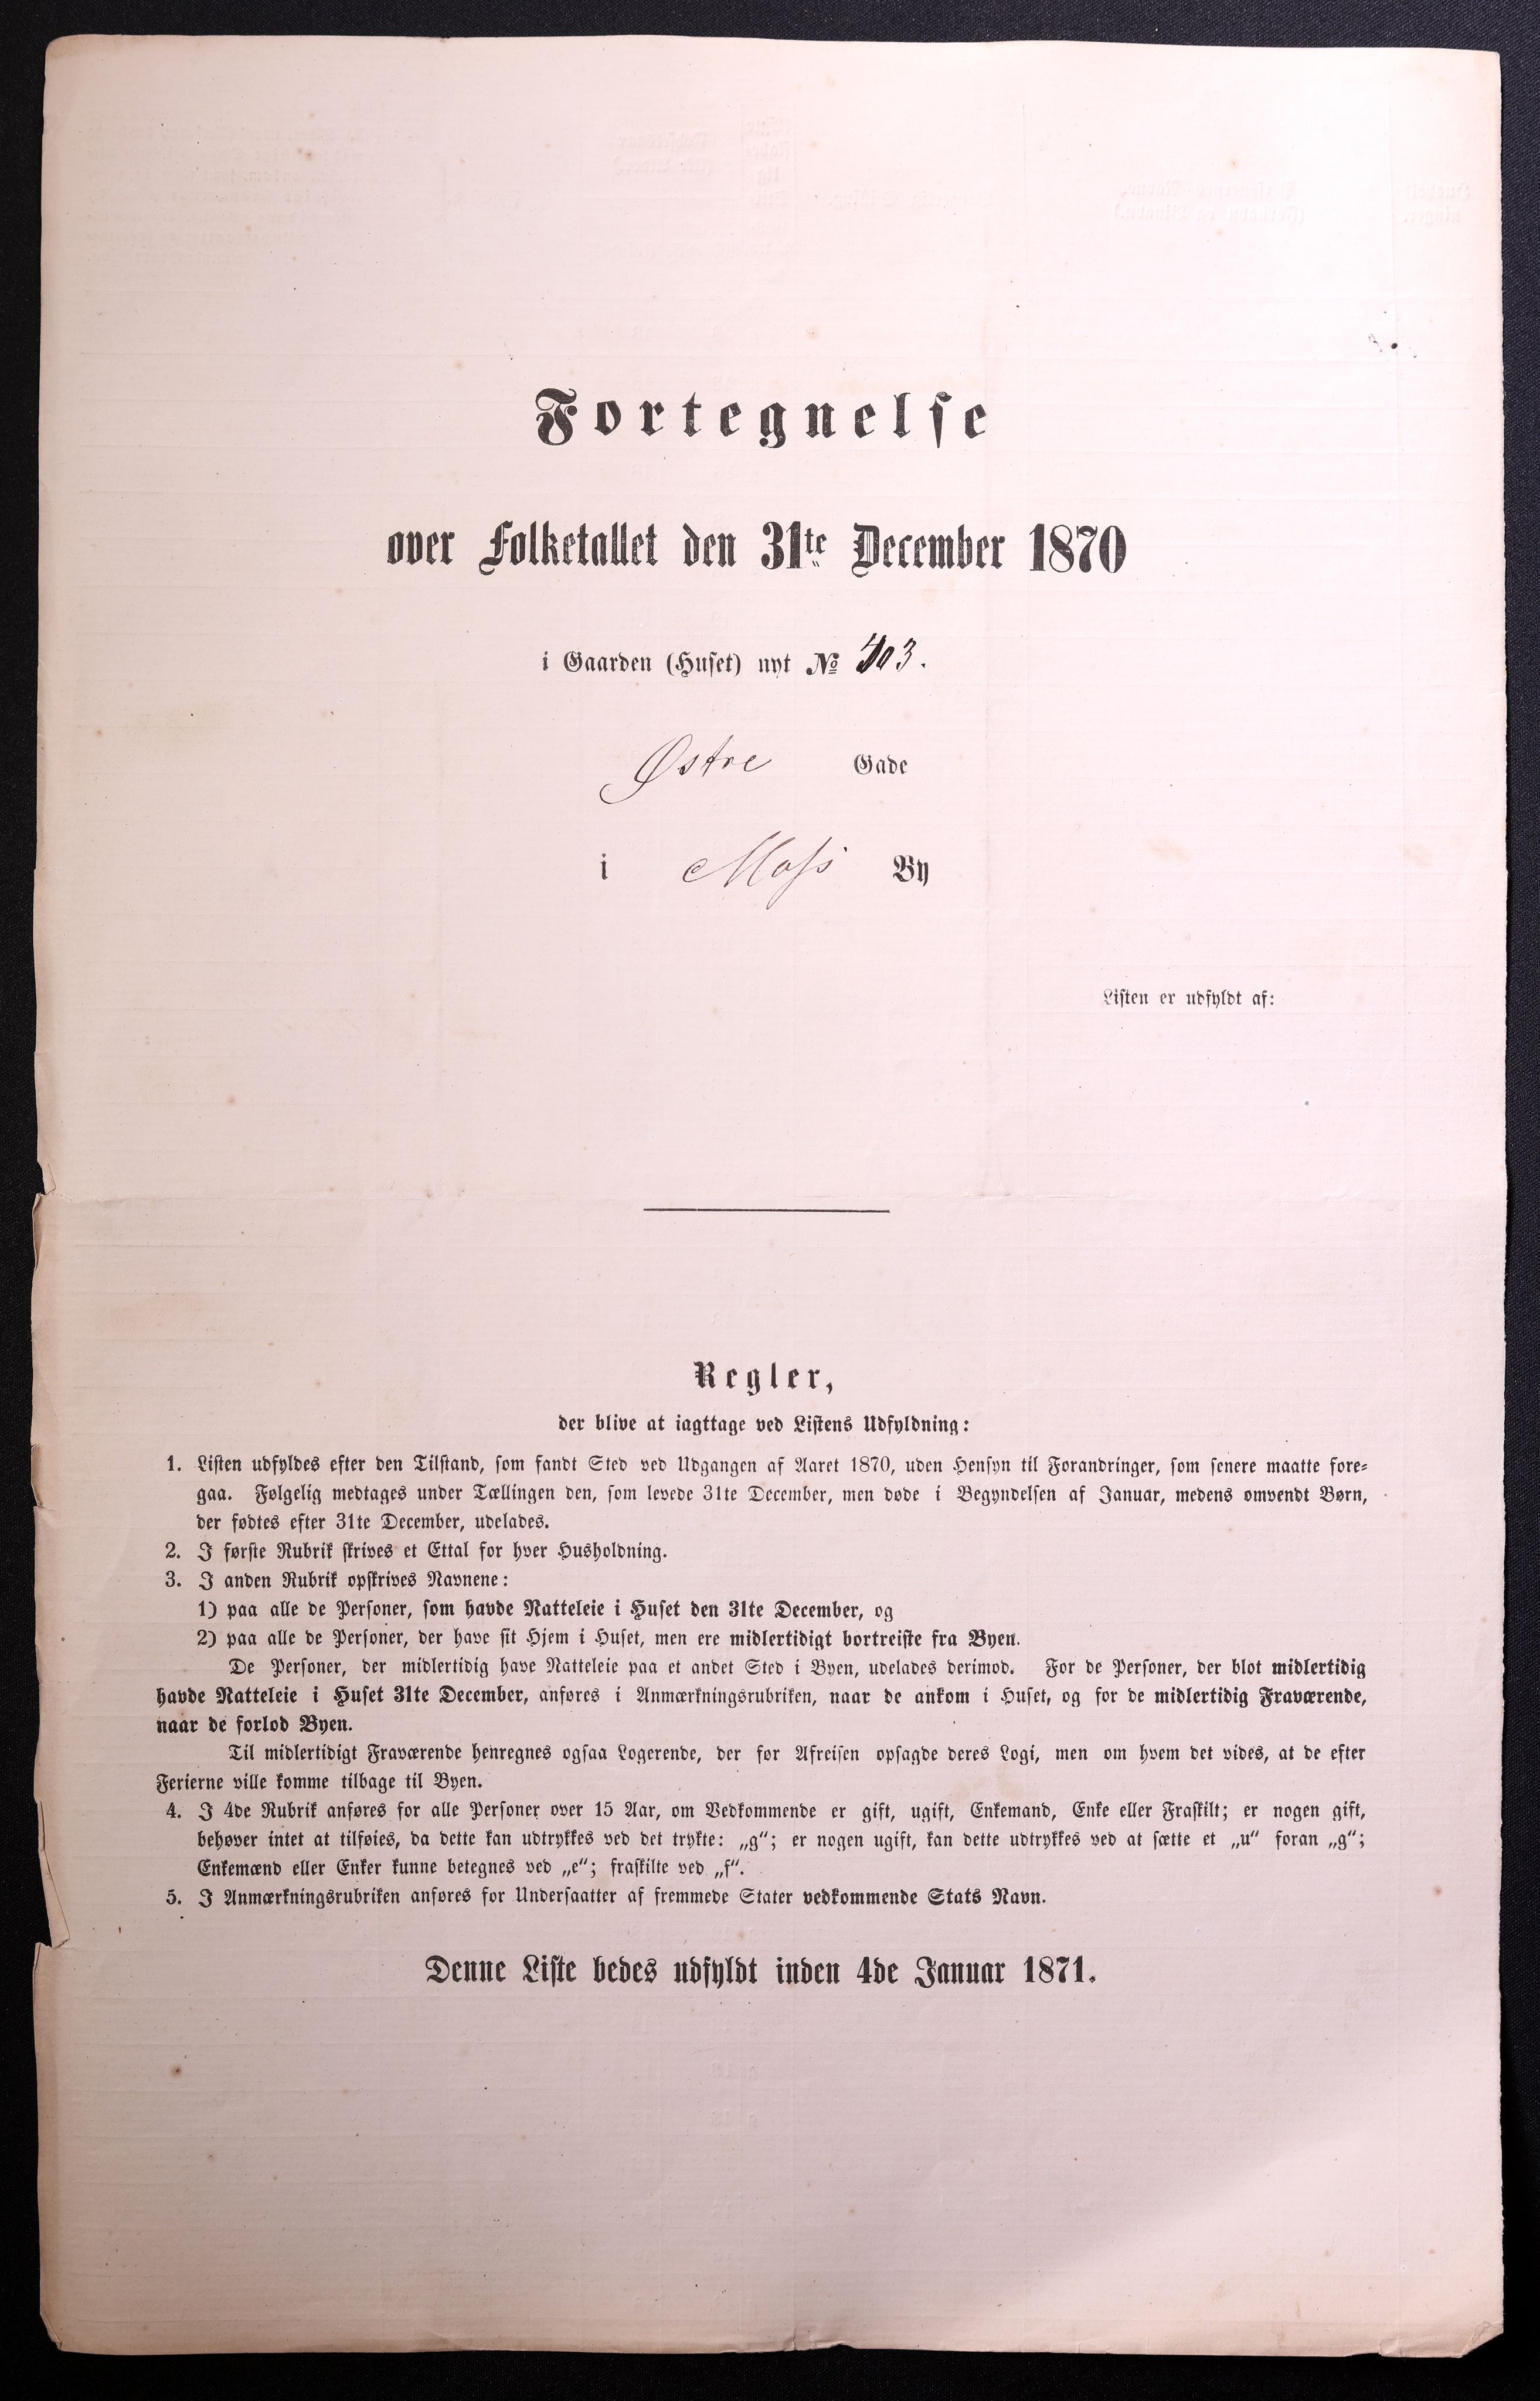 Fortegnelse
over Folketallet den 31te December 1870
i Gaarden (Huset) nyt No 403.
Østre Gade
i Moss By
Listen er udfyldt af:
Regler,
der blive at iagttage ved Listens Udfyldning:
1. Listen udfyldes efter den Tilstand, som fandt Sted ved Udgangen af Aaret 1870, uden Hensyn til Forandringer, som senere maatte fore-
gaa. Følgelig medtages under Tællingen den, som levede 31te December, men døde i Begyndelsen af Januar, medens omvendt Børn,
der fødtes efter 31te December, udelades.
2. I første Rubrik skrives et Ettal for hver Husholdning.
3. I anden Rubrik opskrives Navnene:
1) paa alle de Personer, som havde Natteleie i Huset den 31te December, og
2) paa alle de Personer, der have sit Hjem i Huset, men ere midlertidigt bortreiste fra Byen.
De Personer, der midlertidig have Natteleie paa et andet Sted i Byen, udelades derimod. For de Personer, der blot midlertidig
havde Natteleie i Huset 31te December, anføres i Anmærkningsrubriken, naar de ankom i Huset, og for de midlertidig Fraværende,
naar de forlod Byen.
Til midlertidigt Fraværende henregnes ogsaa Logerende, der før Afreisen opsagde deres Logi, men om hvem det vides, at de efter
Ferierne ville komme tilbage til Byen.
4. I 4de Rubrik anføres for alle Personer over 15 Aar, om Vedkommende er gift, ugift, Enkemand, Enke eller Fraskilt; er nogen gift,
behøver intet at tilføies, da dette kan udtrykkes ved det trykte: „g“; er nogen ugift, kan dette udtrykkes ved at sætte et „u“ foran „g“;
Enkemænd eller Enker kunne betegnes ved „e“; fraskilte ved „f“.
5. I Anmærkningsrubriken anføres for Undersaatter af fremmede Stater vedkommende Stats Navn.
Denne Liste bedes udfyldt inden 4de Januar 1871.